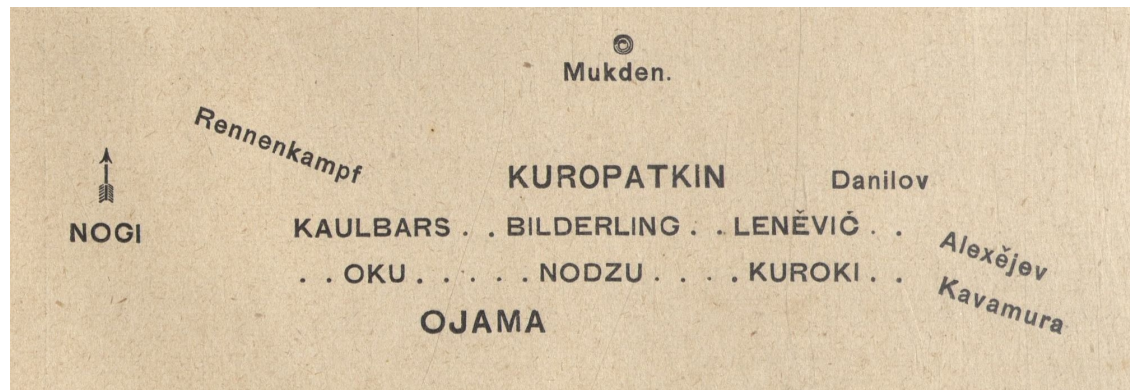 Mukden.
Rennenkampf
KUROPATKIN
Danilov
NOGI
KAULBARS . . BILDERLING . . LENĚVIČ . .
Alexějev
. . OKU . . . . . . NODZU . . . . KUROKI . .
Kavamura
OJAMA